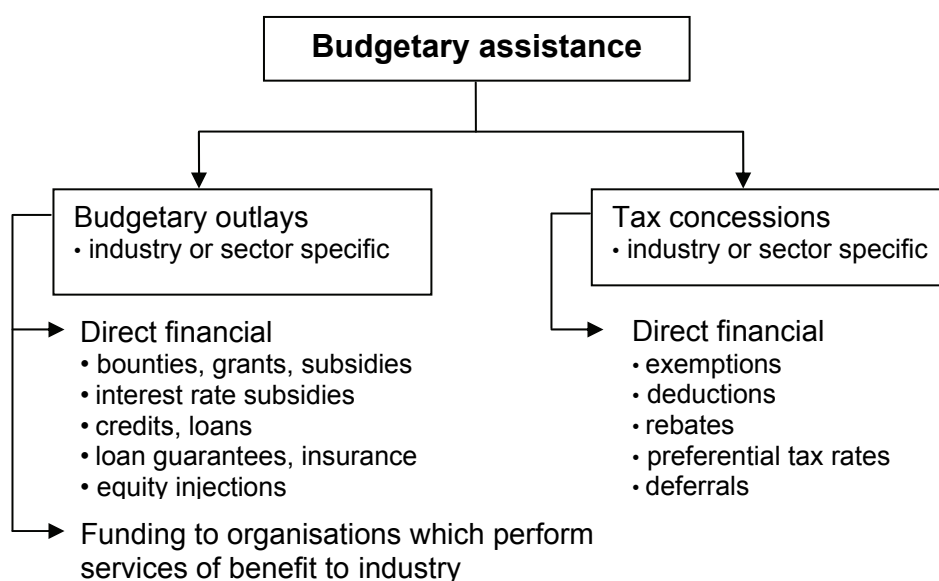 Budgetary assistance
Budgetary outlays
• industry or sector specific
Direct financial
• bounties, grants, subsidies
• interest rate subsidies
• credits, loans
• loan guarantees, insurance
• equity injections
Funding to organisations which perform
services of benefit to industry
Tax concessions
• industry or sector specific
Direct financial
• exemptions
• deductions
• rebates
• preferential tax rates
• deferrals